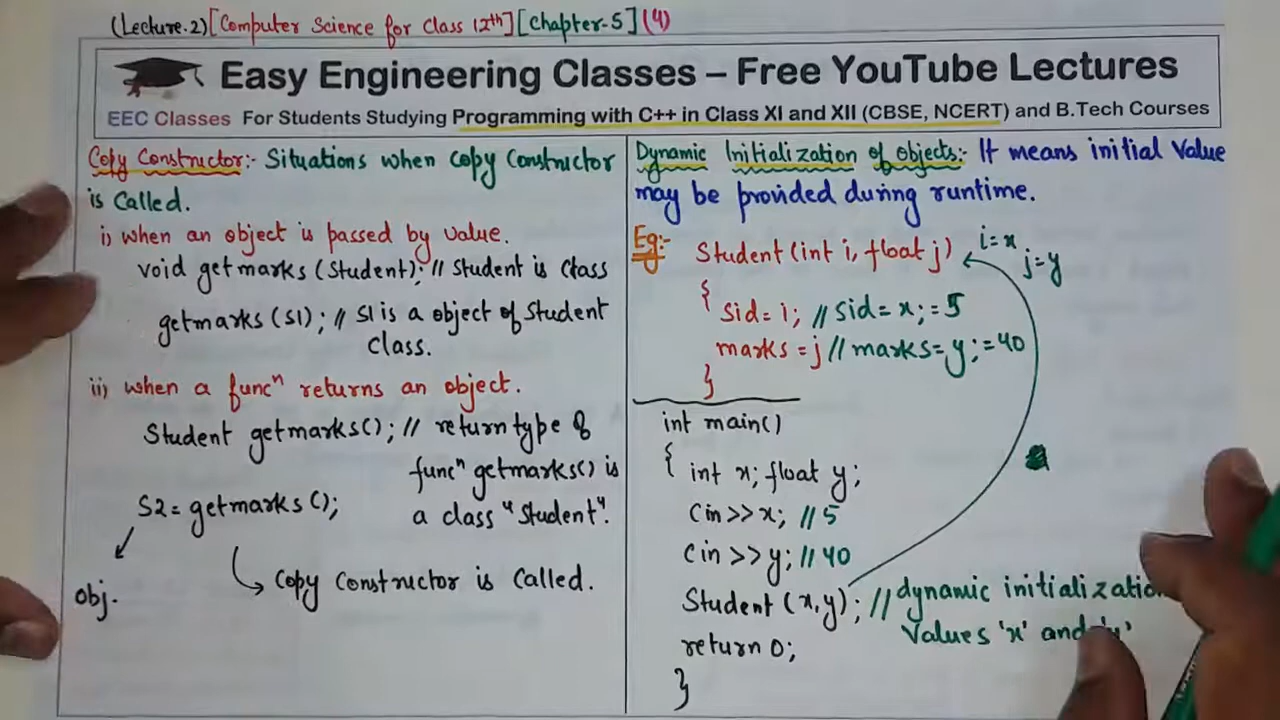 (Lecture.2)[Computer Science for Class 12th][Chapter-5](4)
Easy Engineering Classes – Free YouTube Lectures
EEC Classes For Students Studying Programming with C++ in Class XI and XII (CBSE, NCERT) and B.Tech Courses
Copy Constructor:- Situations when copy Constructor
is Called.
i) when an object is passed by value.
void getmarks (Student); // Student is class
getmarks (S1); // S1 is a object of Student
class.
ii) when a funcⁿ returns an object.
Student getmarks(); // return type of
funcⁿ getmarks() is
a class "Student".
S2 = getmarks ();
Obj.
Copy Constructor is Called.
Dynamic Initialization of objects:- It means initial value
may be provided during runtime.
Eg:- Student (int i, float j) i=x
j=y
{
Sid = i; // Sid = x; = 5
marks = j // marks = y; = 40
}
int main()
{ int x; float y;
Cin >> x; // 5
Cin >> y; // 40
Student (x,y); // dynamic initialization
Values 'x' and 'y'
return 0;
}